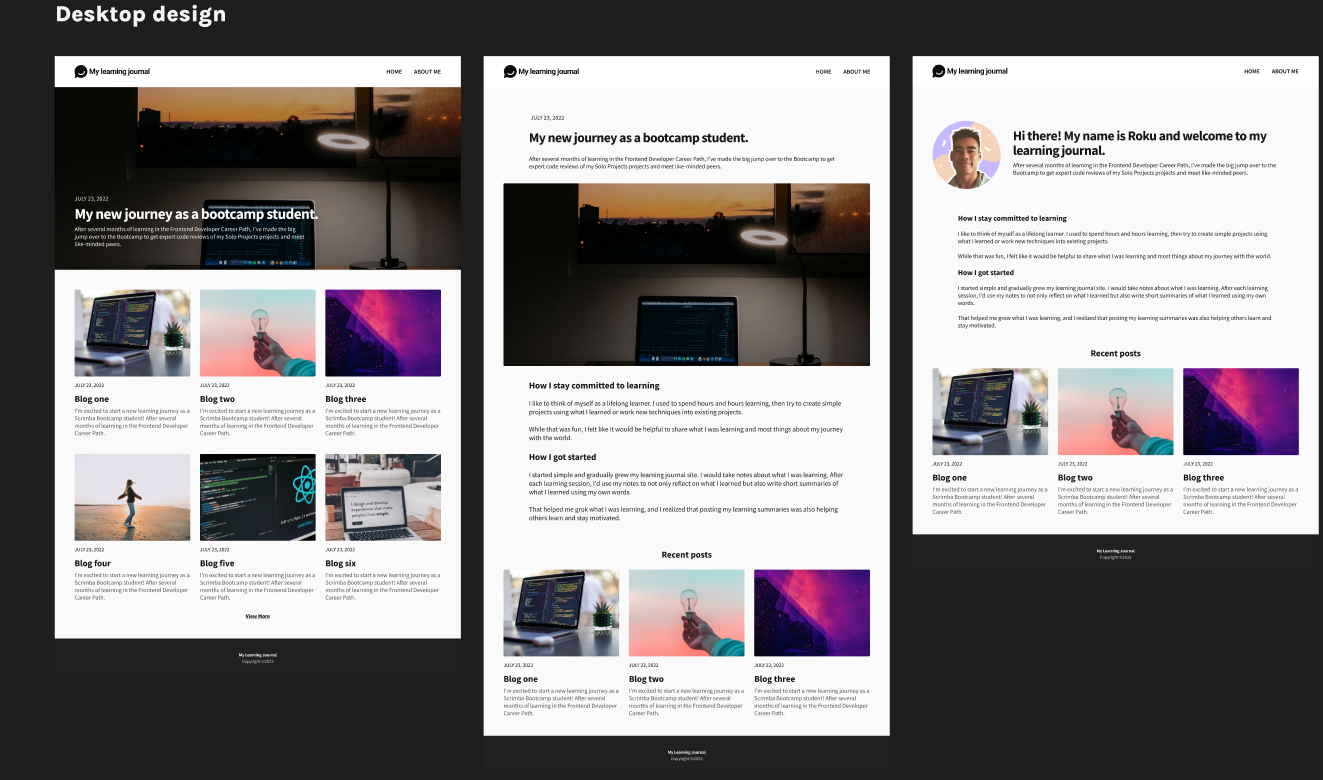 Desktop design
My learning journal
HOME ABOUT ME
JULY 23, 2022
My new journey as a bootcamp student.
After several months of learning in the Frontend Developer Career Path, I've made the big
jump over to the Bootcamp to get expert code reviews of my Solo Projects projects and meet
like-minded peers.
JULY 23, 2022
Blog one
I'm excited to start a new learning journey as a
Scrimba Bootcamp student! After several
months of learning in the Frontend Developer
Career Path.
JULY 23, 2022
Blog two
I'm excited to start a new learning journey as a
Scrimba Bootcamp student! After several
months of learning in the Frontend Developer
Career Path.
JULY 23, 2022
Blog three
I'm excited to start a new learning journey as a
Scrimba Bootcamp student! After several
months of learning in the Frontend Developer
Career Path.
I design and develop
experiences that make
people's lives simple.
JULY 23, 2022
Blog four
I'm excited to start a new learning journey as a
Scrimba Bootcamp student! After several
months of learning in the Frontend Developer
Career Path.
JULY 23, 2022
Blog five
I'm excited to start a new learning journey as a
Scrimba Bootcamp student! After several
months of learning in the Frontend Developer
Career Path.
JULY 23, 2022
Blog six
I'm excited to start a new learning journey as a
Scrimba Bootcamp student! After several
months of learning in the Frontend Developer
Career Path.
View More
My Learning Journal
Copyright ©2022
My learning journal
HOME ABOUT ME
JULY 23, 2022
My new journey as a bootcamp student.
After several months of learning in the Frontend Developer Career Path, I've made the big jump over to the Bootcamp to get
expert code reviews of my Solo Projects projects and meet like-minded peers.
How I stay committed to learning
I like to think of myself as a lifelong learner. I used to spend hours and hours learning, then try to create simple
projects using what I learned or work new techniques into existing projects.
While that was fun, I felt like it would be helpful to share what I was learning and most things about my journey
with the world.
How I got started
I started simple and gradually grew my learning journal site. I would take notes about what I was learning. After
each learning session, I'd use my notes to not only reflect on what I learned but also write short summaries of
what I learned using my own words.
That helped me grok what I was learning, and I realized that posting my learning summaries was also helping
others learn and stay motivated.
Recent posts
JULY 23, 2022
Blog one
I'm excited to start a new learning journey as a
Scrimba Bootcamp student! After several
months of learning in the Frontend Developer
Career Path.
JULY 23, 2022
Blog two
I'm excited to start a new learning journey as a
Scrimba Bootcamp student! After several
months of learning in the Frontend Developer
Career Path.
JULY 23, 2022
Blog three
I'm excited to start a new learning journey as a
Scrimba Bootcamp student! After several
months of learning in the Frontend Developer
Career Path.
My Learning Journal
Copyright ©2022
My learning journal
HOME ABOUT ME
Hi there! My name is Roku and welcome to my
learning journal.
After several months of learning in the Frontend Developer Career Path, I've made the big jump over to the
Bootcamp to get expert code reviews of my Solo Projects projects and meet like-minded peers.
How I stay committed to learning
I like to think of myself as a lifelong learner. I used to spend hours and hours learning, then try to create simple projects using
what I learned or work new techniques into existing projects.
While that was fun, I felt like it would be helpful to share what I was learning and most things about my journey with the world.
How I got started
I started simple and gradually grew my learning journal site. I would take notes about what I was learning. After each learning
session, I'd use my notes to not only reflect on what I learned but also write short summaries of what I learned using my own
words.
That helped me grow what I was learning, and I realized that posting my learning summaries was also helping others learn and
stay motivated.
Recent posts
JULY 23, 2022
Blog one
I'm excited to start a new learning journey as a
Scrimba Bootcamp student! After several
months of learning in the Frontend Developer
Career Path.
JULY 23, 2022
Blog two
I'm excited to start a new learning journey as a
Scrimba Bootcamp student! After several
months of learning in the Frontend Developer
Career Path.
JULY 23, 2022
Blog three
I'm excited to start a new learning journey as a
Scrimba Bootcamp student! After several
months of learning in the Frontend Developer
Career Path.
My Learning Journal
Copyright ©2022